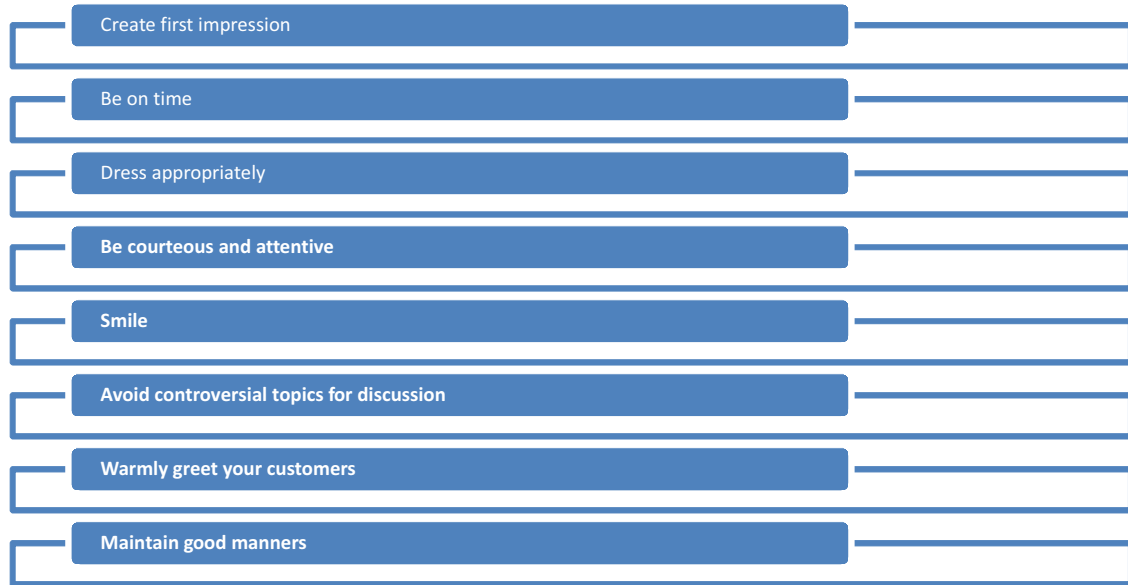 Create first impression
Be on time
Dress appropriately
Be courteous and attentive
Smile
Avoid controversial topics for discussion
Warmly greet your customers
Maintain good manners